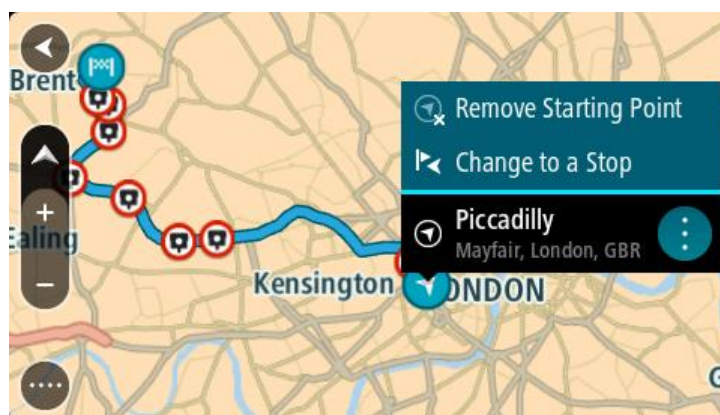 Brent
Remove Starting Point
Change to a Stop
Piccadilly
Mayfair, London, GBR
Ealing
Kensington
ONDON
G